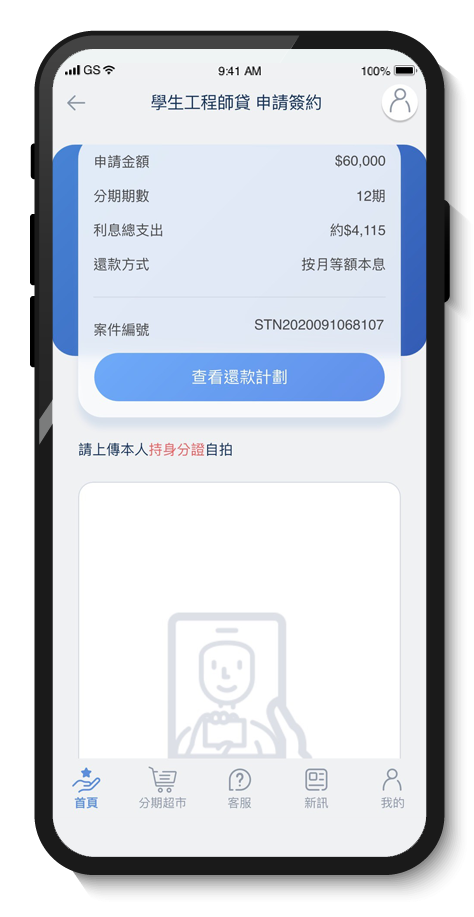 GS 9:41 AM 100%
學生工程師貸 申請簽約
申請金額 $60,000
分期期數 12期
利息總支出 約$4,115
還款方式 按月等額本息
案件編號 STN2020091068107
查看還款計劃
請上傳本人持身分證自拍
首頁 分期超市 客服 新訊 我的